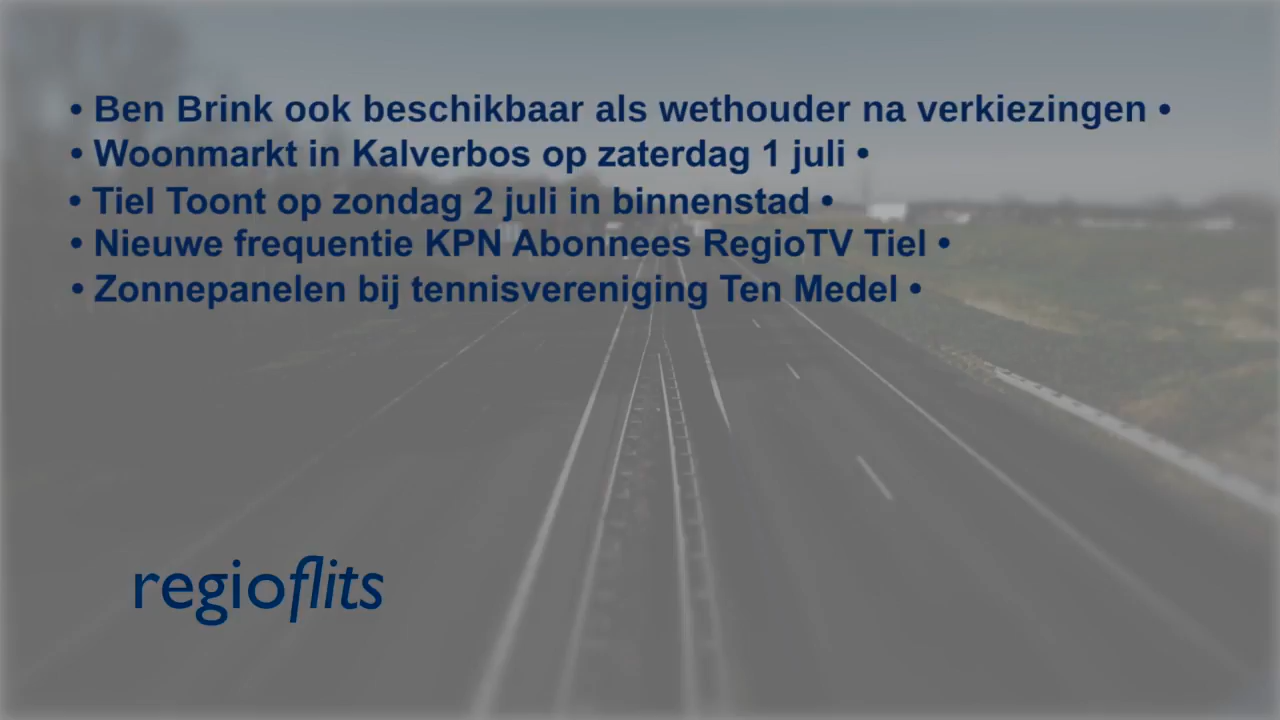 • Ben Brink ook beschikbaar als wethouder na verkiezingen •
• Woonmarkt in Kalverbos op zaterdag 1 juli •
• Tiel Toont op zondag 2 juli in binnenstad •
• Nieuwe frequentie KPN Abonnees RegioTV Tiel •
• Zonnepanelen bij tennisvereniging Ten Medel •
regioflits